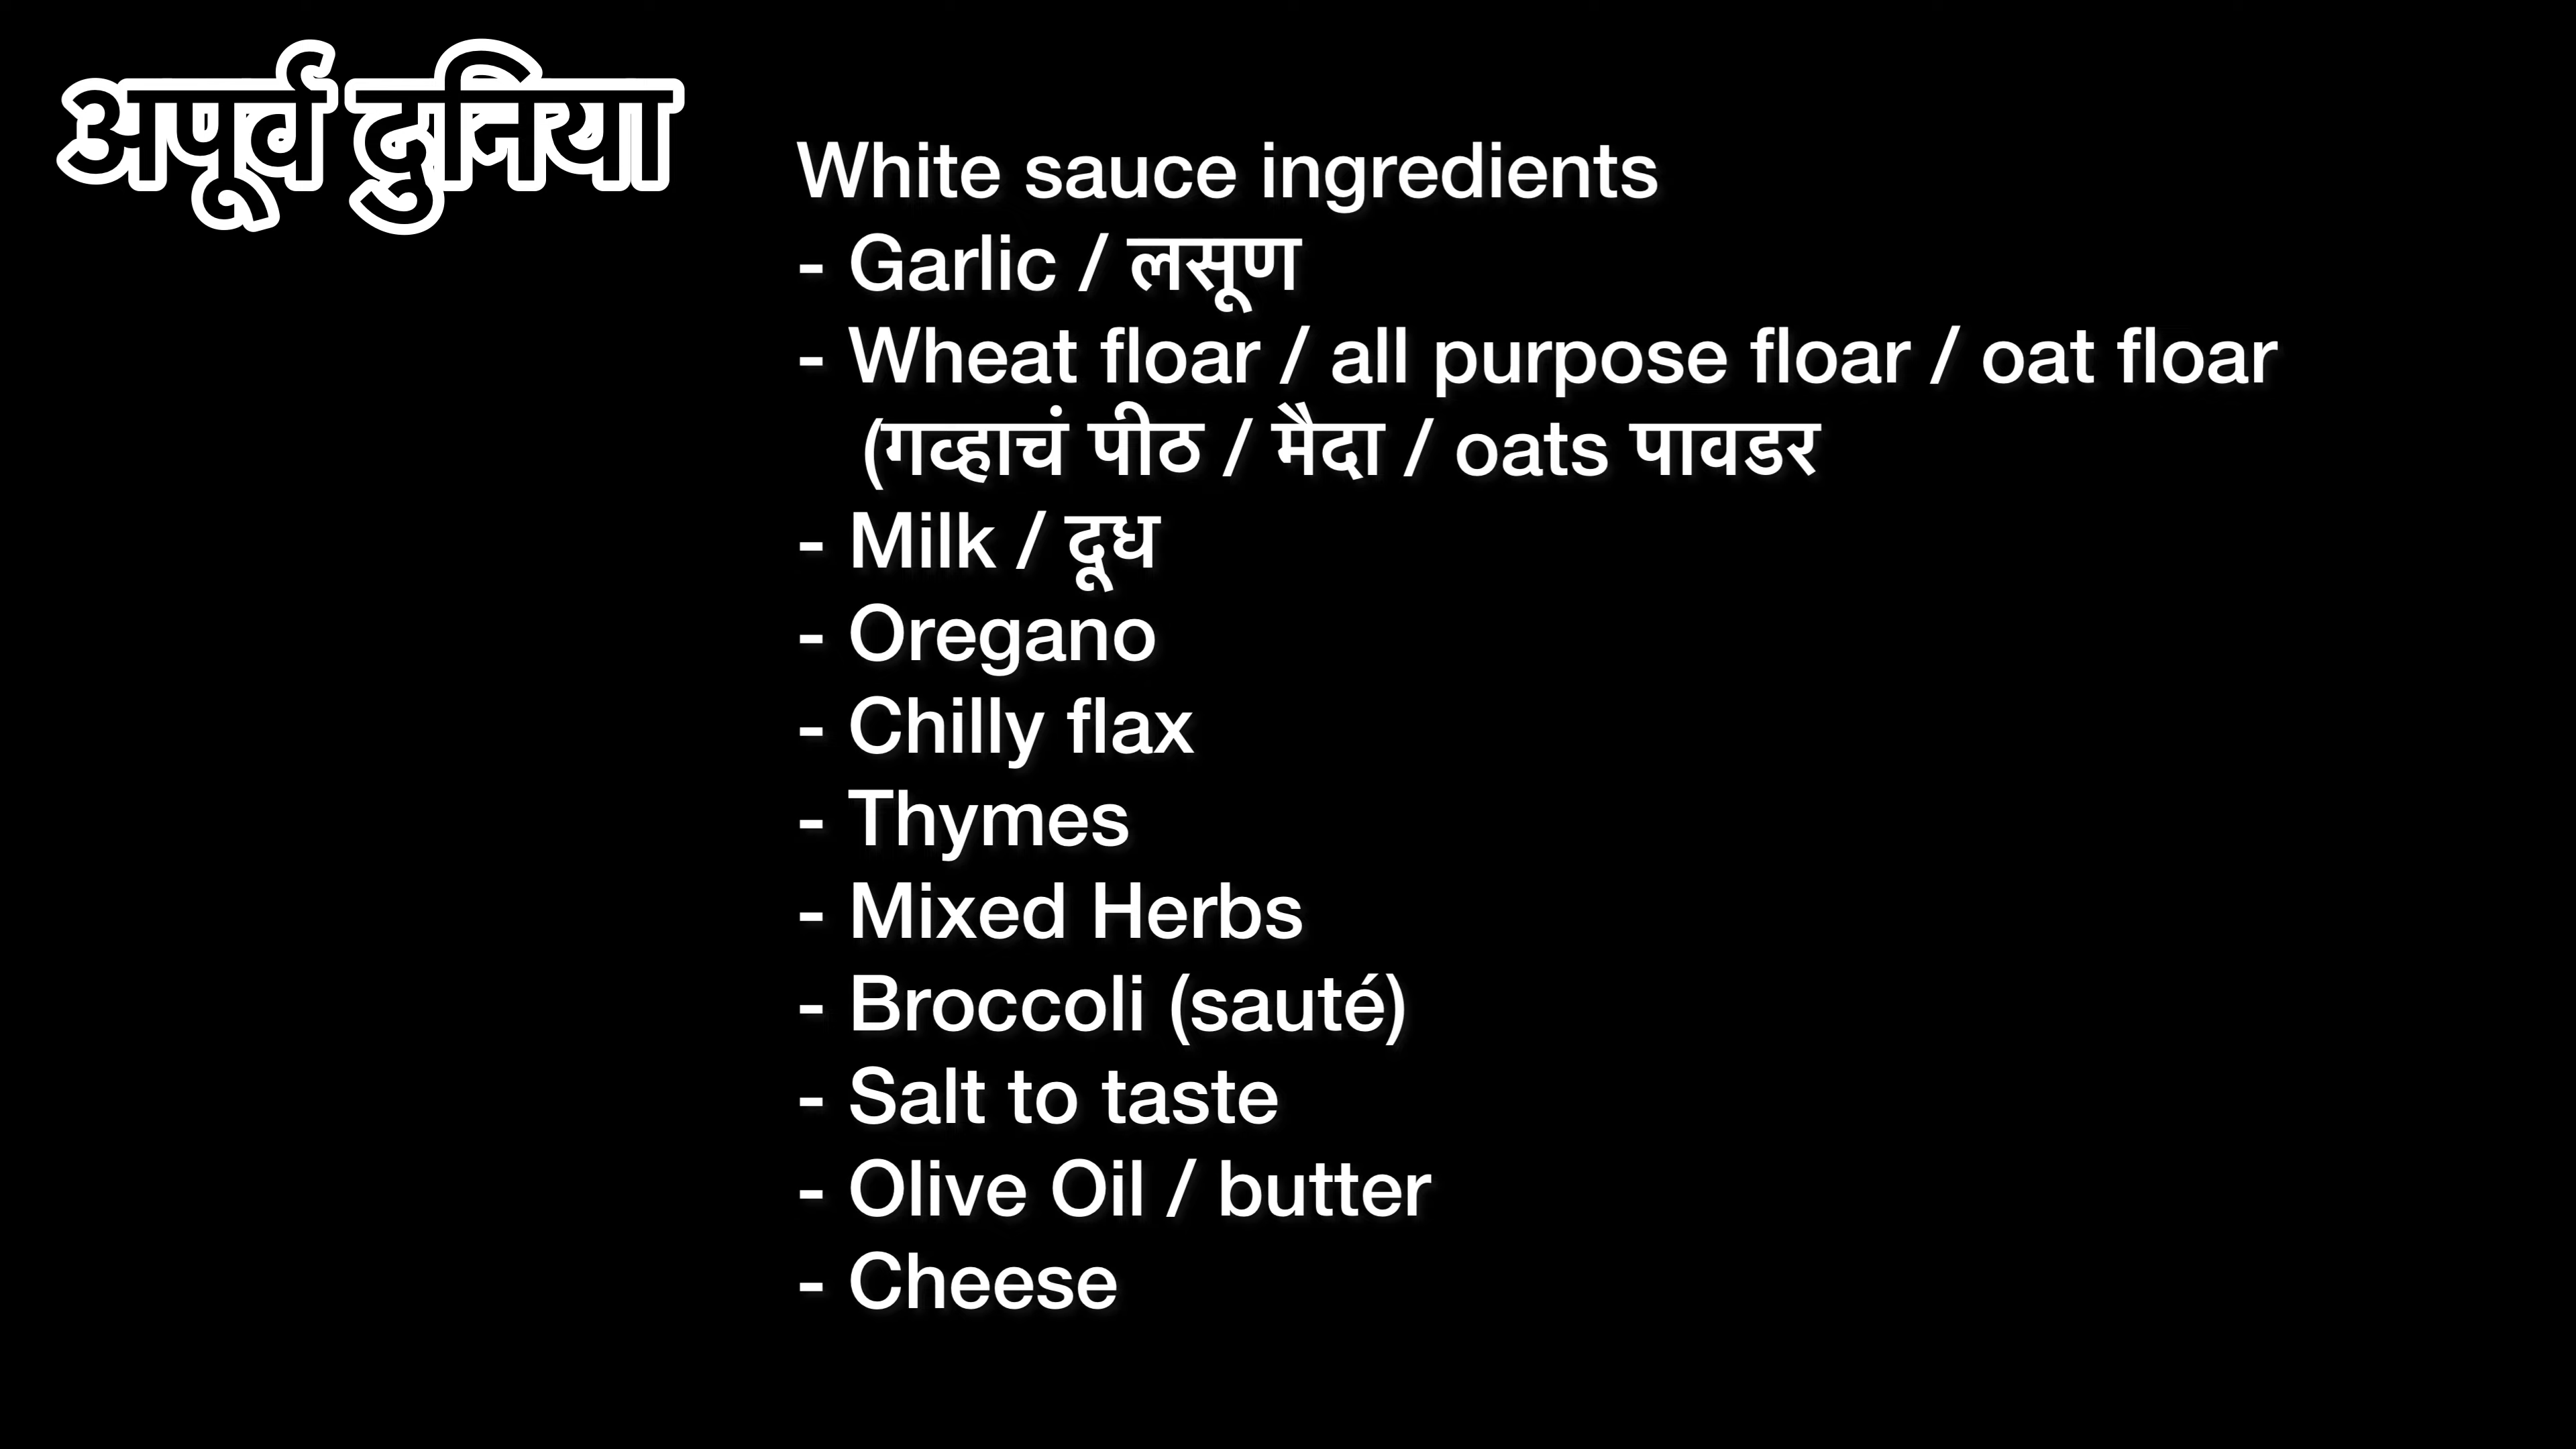 अपूर्व दुनिया
White sauce ingredients
- Garlic / लसूण
- Wheat floar / all purpose floar / oat floar
(गव्हाचं पीठ / मैदा / oats पावडर
- Milk / दूध
- Oregano
- Chilly flax
- Thymes
- Mixed Herbs
- Broccoli (sauté)
- Salt to taste
- Olive Oil / butter
- Cheese